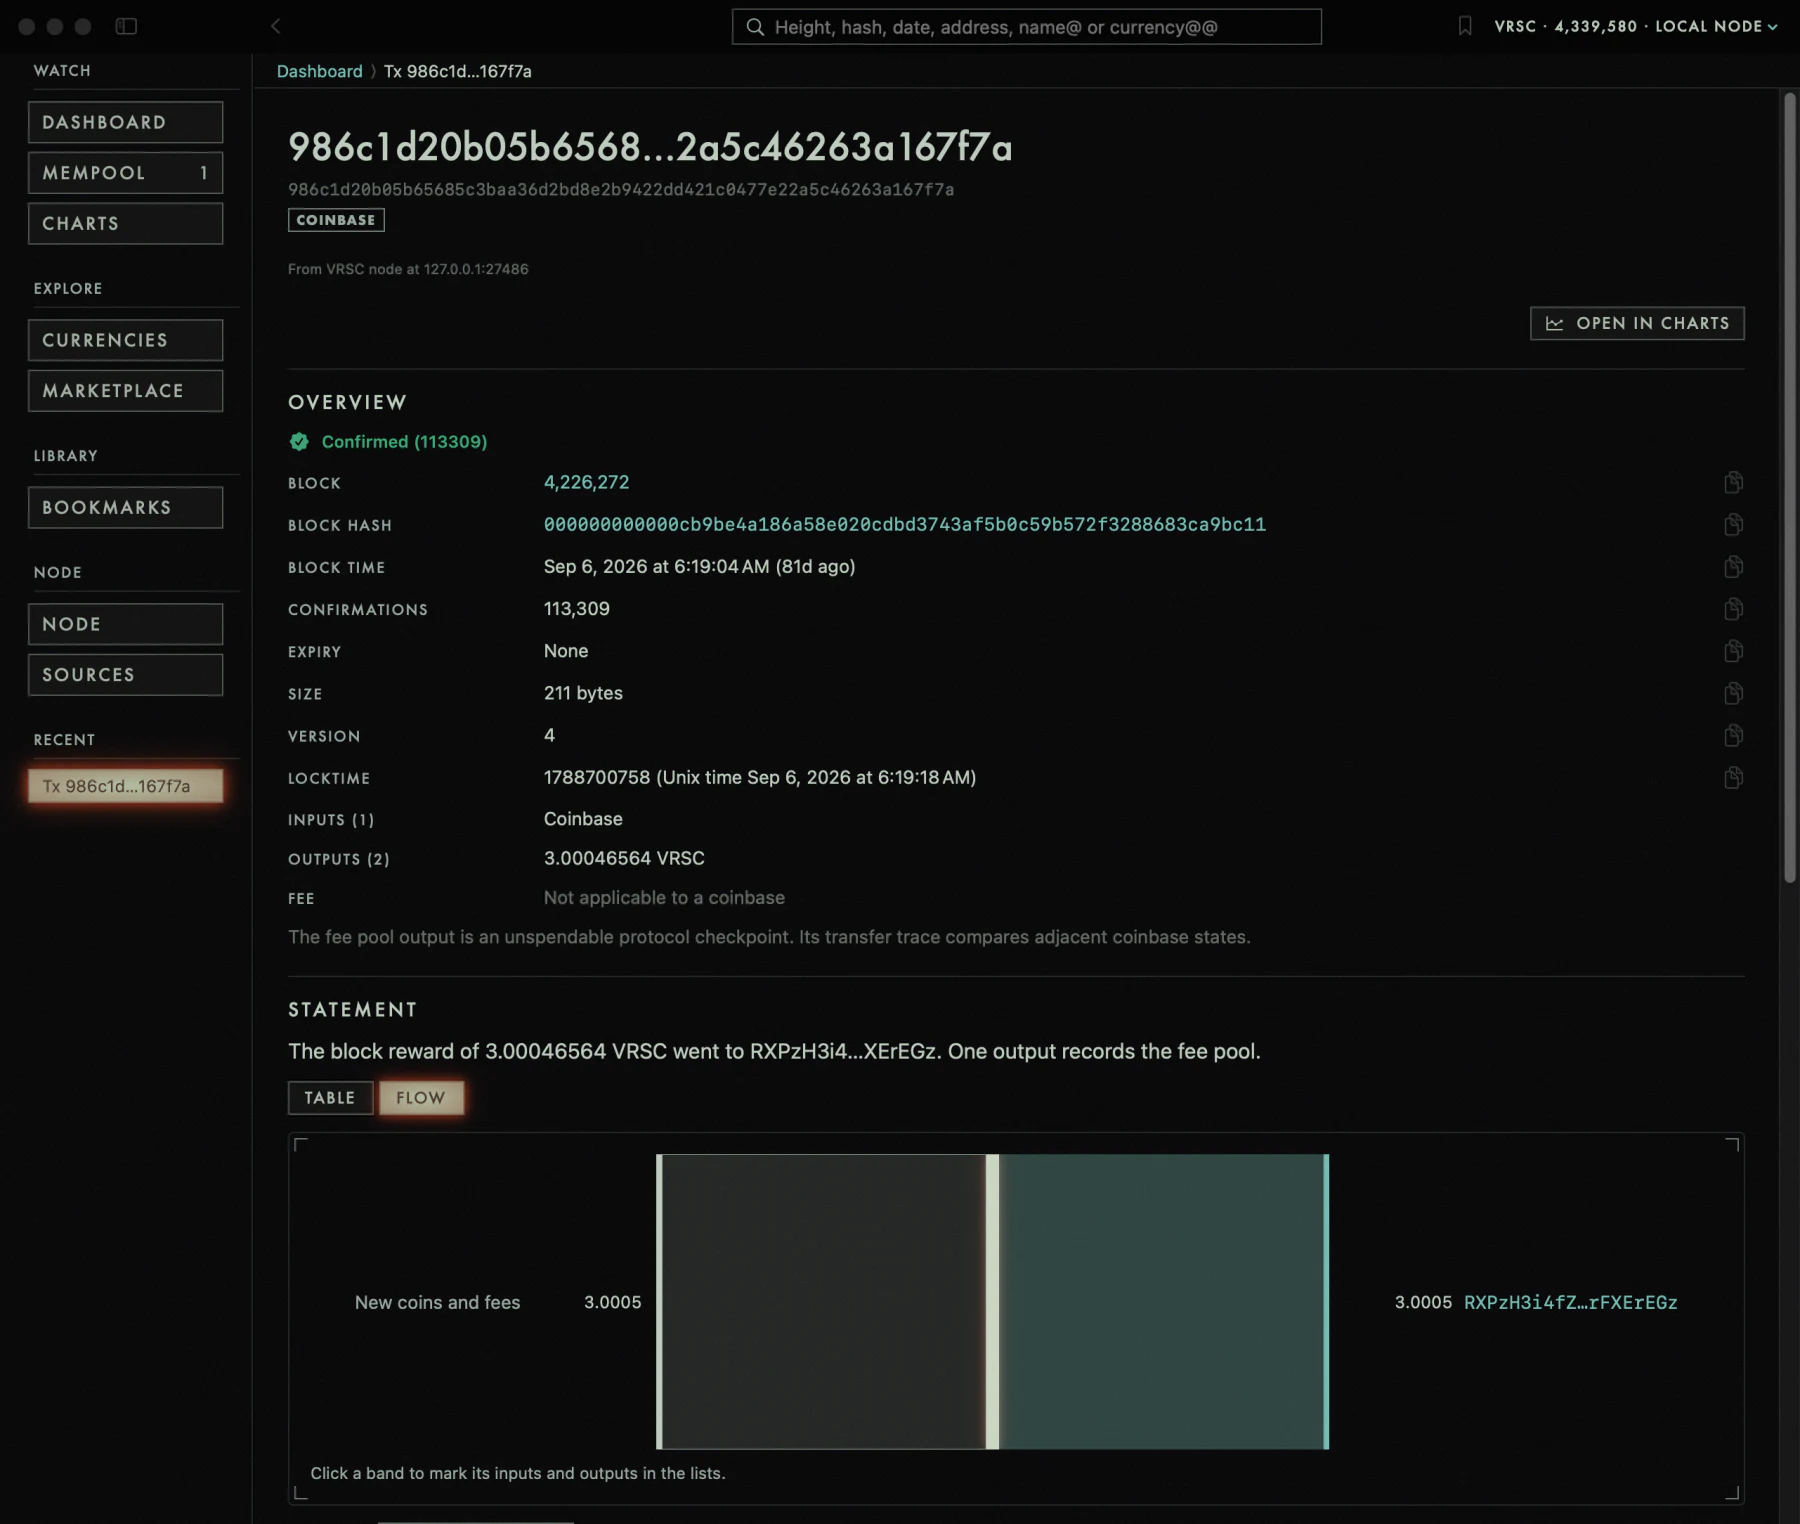 Height, hash, date, address, name@ or currency@@
VRSC · 4,339,580 · LOCAL NODE
WATCH
DASHBOARD
MEMPOOL 1
CHARTS
EXPLORE
CURRENCIES
MARKETPLACE
LIBRARY
BOOKMARKS
NODE
NODE
SOURCES
RECENT
Tx 986c1d...167f7a
Dashboard ⟩ Tx 986c1d...167f7a
986c1d20b05b6568...2a5c46263a167f7a
986c1d20b05b65685c3baa36d2bd8e2b9422dd421c0477e22a5c46263a167f7a
COINBASE
From VRSC node at 127.0.0.1:27486
OPEN IN CHARTS
OVERVIEW
Confirmed (113309)
BLOCK 4,226,272
BLOCK HASH 000000000000cb9be4a186a58e020cdbd3743af5b0c59b572f3288683ca9bc11
BLOCK TIME Sep 6, 2026 at 6:19:04 AM (81d ago)
CONFIRMATIONS 113,309
EXPIRY None
SIZE 211 bytes
VERSION 4
LOCKTIME 1788700758 (Unix time Sep 6, 2026 at 6:19:18 AM)
INPUTS (1) Coinbase
OUTPUTS (2) 3.00046564 VRSC
FEE Not applicable to a coinbase
The fee pool output is an unspendable protocol checkpoint. Its transfer trace compares adjacent coinbase states.
STATEMENT
The block reward of 3.00046564 VRSC went to RXPzH3i4...XErEGz. One output records the fee pool.
TABLE FLOW
New coins and fees 3.0005 3.0005 RXPzH3i4fZ…rFXErEGz
Click a band to mark its inputs and outputs in the lists.